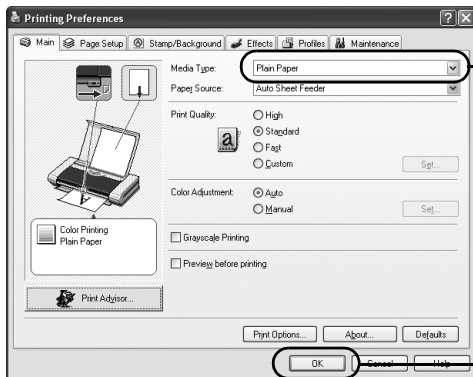 Printing Preferences
Main Page Setup Stamp/Background Effects Profiles Maintenance
Media Type: Plain Paper
Paper Source: Auto Sheet Feeder
Print Quality: High
Standard
Fast
Custom Set...
Color Adjustment: Auto
Manual Set...
Grayscale Printing
Preview before printing
Color Printing
Plain Paper
Print Advisor...
Print Options... About... Defaults
OK Cancel Help